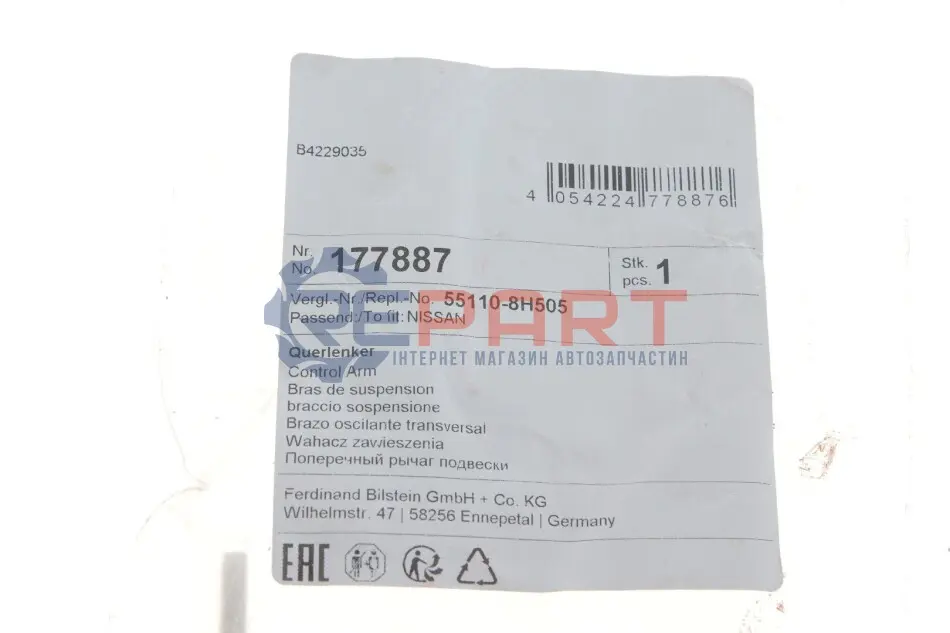 B4229035
4 054224 778876
Nr.
No. 177887
Stk.
pcs. 1
Vergl.-Nr./Repl.-No. 55110-8H505
Passend:/To fit: NISSAN
REPART
ІНТЕРНЕТ МАГАЗИН АВТОЗАПЧАСТИН
Querlenker
Control Arm
Bras de suspension
braccio sospensione
Brazo oscilante transversal
Wahacz zawieszenia
Поперечный рычаг подвески
Ferdinand Bilstein GmbH + Co. KG
Wilhelmstr. 47 | 58256 Ennepetal | Germany
EAC